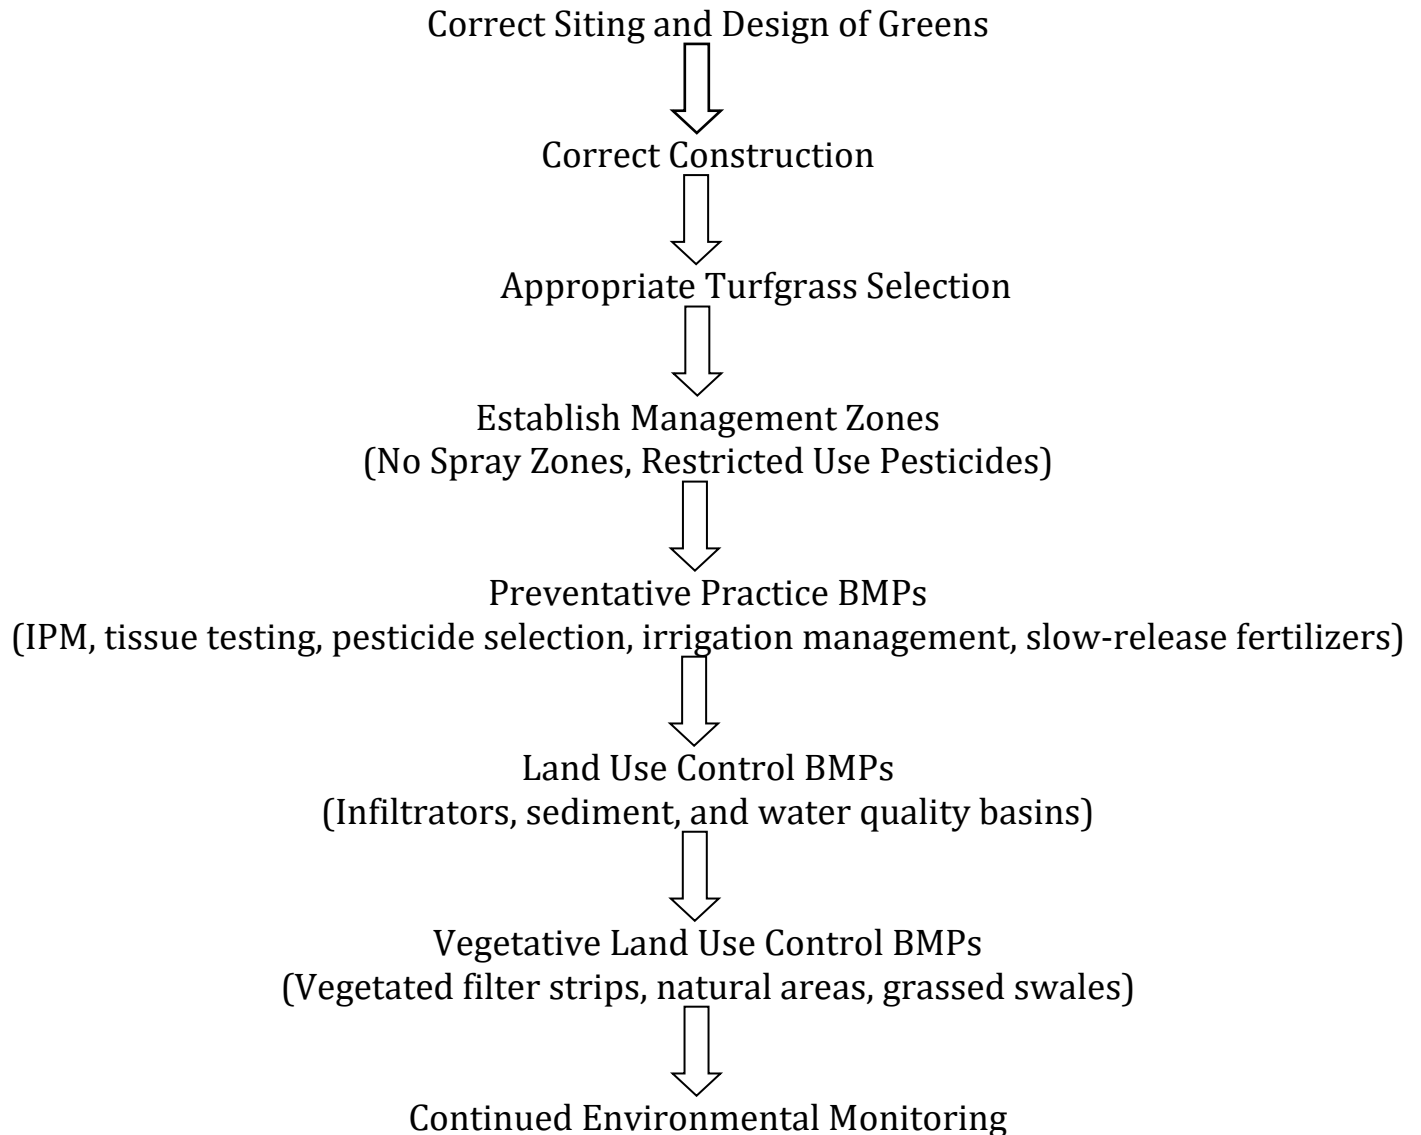 Correct Siting and Design of Greens
Correct Construction
Appropriate Turfgrass Selection
Establish Management Zones
(No Spray Zones, Restricted Use Pesticides)
Preventative Practice BMPs
(IPM, tissue testing, pesticide selection, irrigation management, slow-release fertilizers)
Land Use Control BMPs
(Infiltrators, sediment, and water quality basins)
Vegetative Land Use Control BMPs
(Vegetated filter strips, natural areas, grassed swales)
Continued Environmental Monitoring